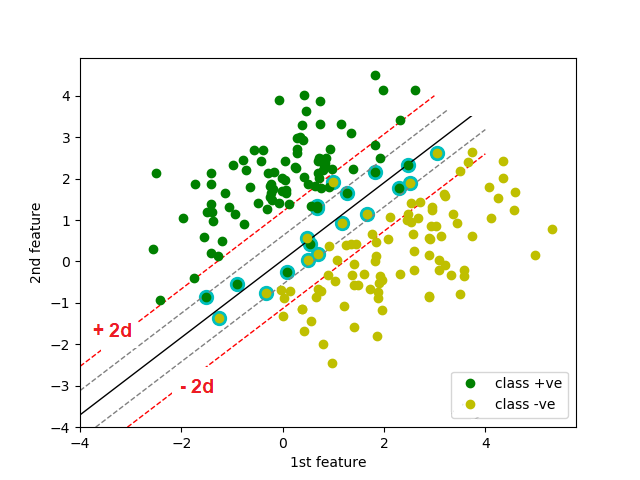 4
3
2
1
0
−1
−2
−3
−4
2nd feature
+ 2d
- 2d
class +ve
class -ve
−4 −2 0 2 4
1st feature